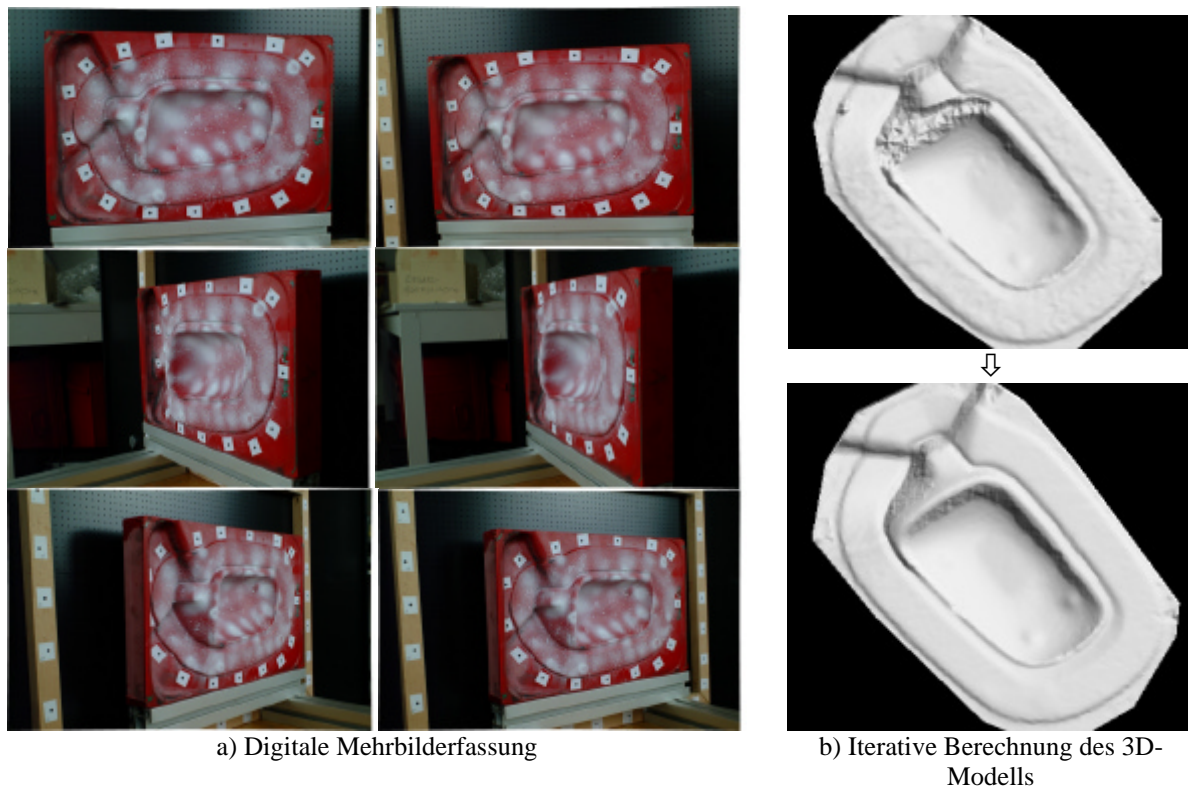 a) Digitale Mehrbilderfassung
b) Iterative Berechnung des 3D-
Modells